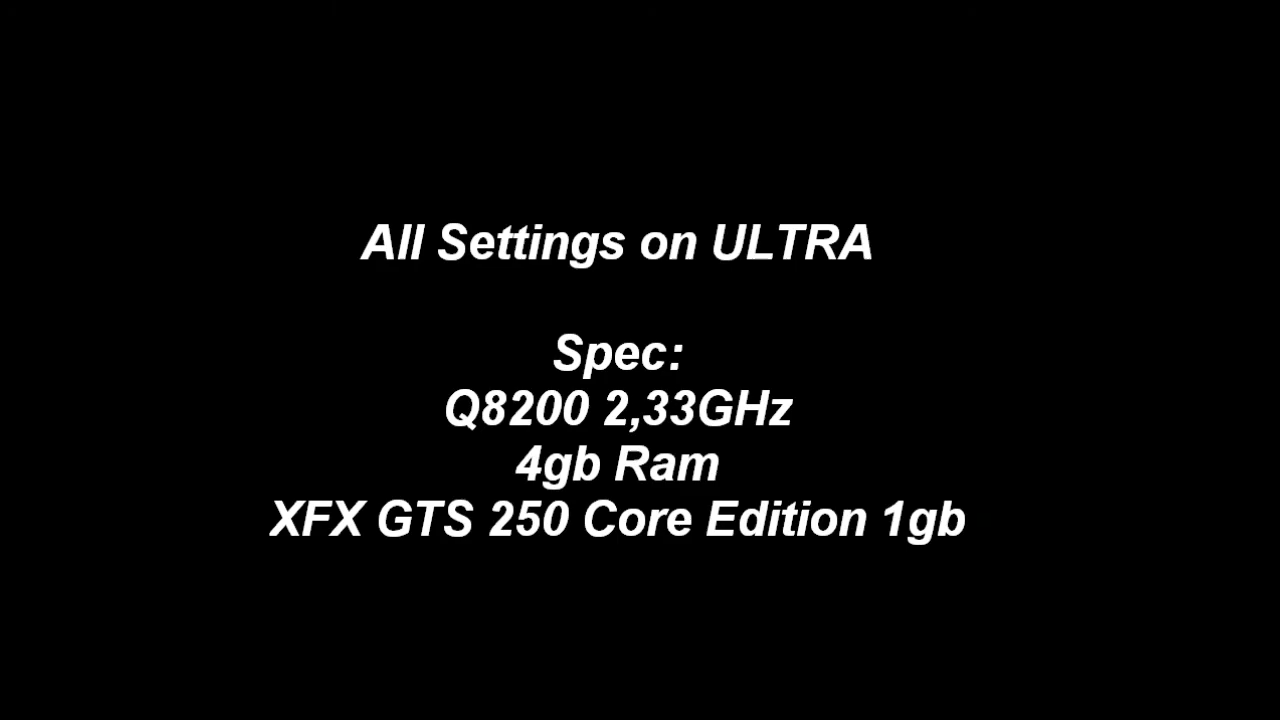 All Settings on ULTRA
Spec:
Q8200 2,33GHz
4gb Ram
XFX GTS 250 Core Edition 1gb